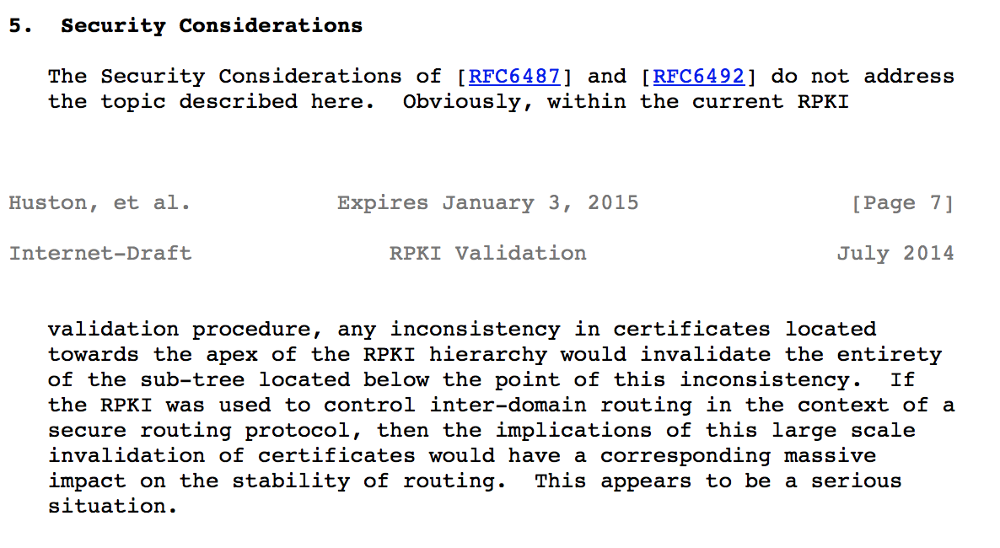 5.  Security Considerations
The Security Considerations of [RFC6487] and [RFC6492] do not address
the topic described here.  Obviously, within the current RPKI
Huston, et al.          Expires January 3, 2015          [Page 7]
Internet-Draft          RPKI Validation          July 2014
validation procedure, any inconsistency in certificates located
towards the apex of the RPKI hierarchy would invalidate the entirety
of the sub-tree located below the point of this inconsistency.  If
the RPKI was used to control inter-domain routing in the context of a
secure routing protocol, then the implications of this large scale
invalidation of certificates would have a corresponding massive
impact on the stability of routing.  This appears to be a serious
situation.